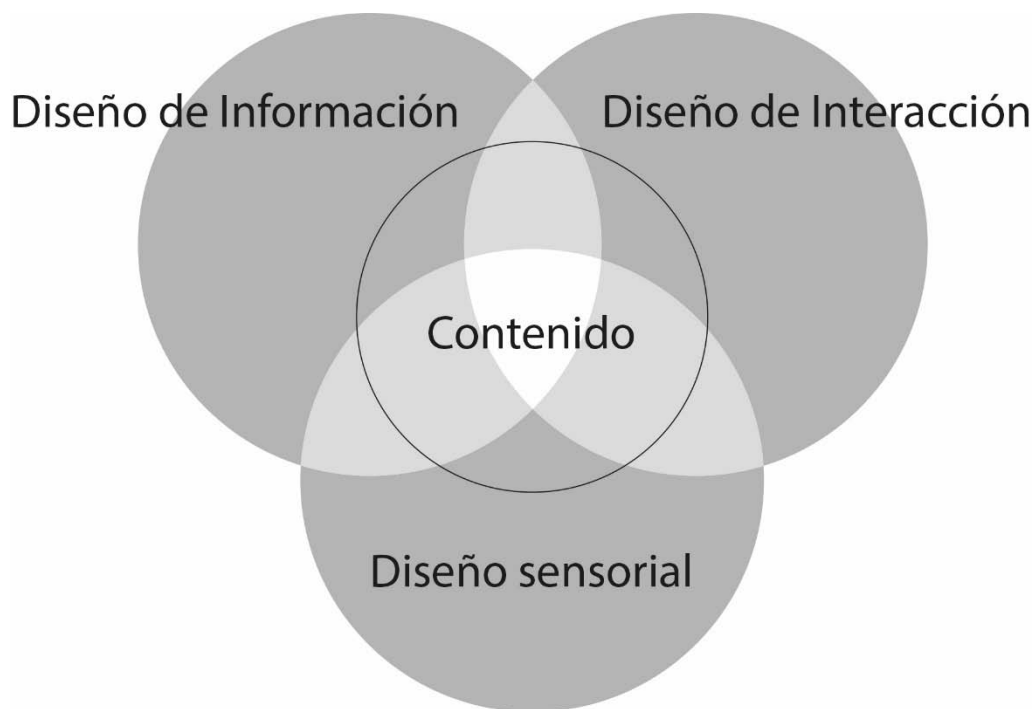 Diseño de Información
Diseño de Interacción
Contenido
Diseño sensorial